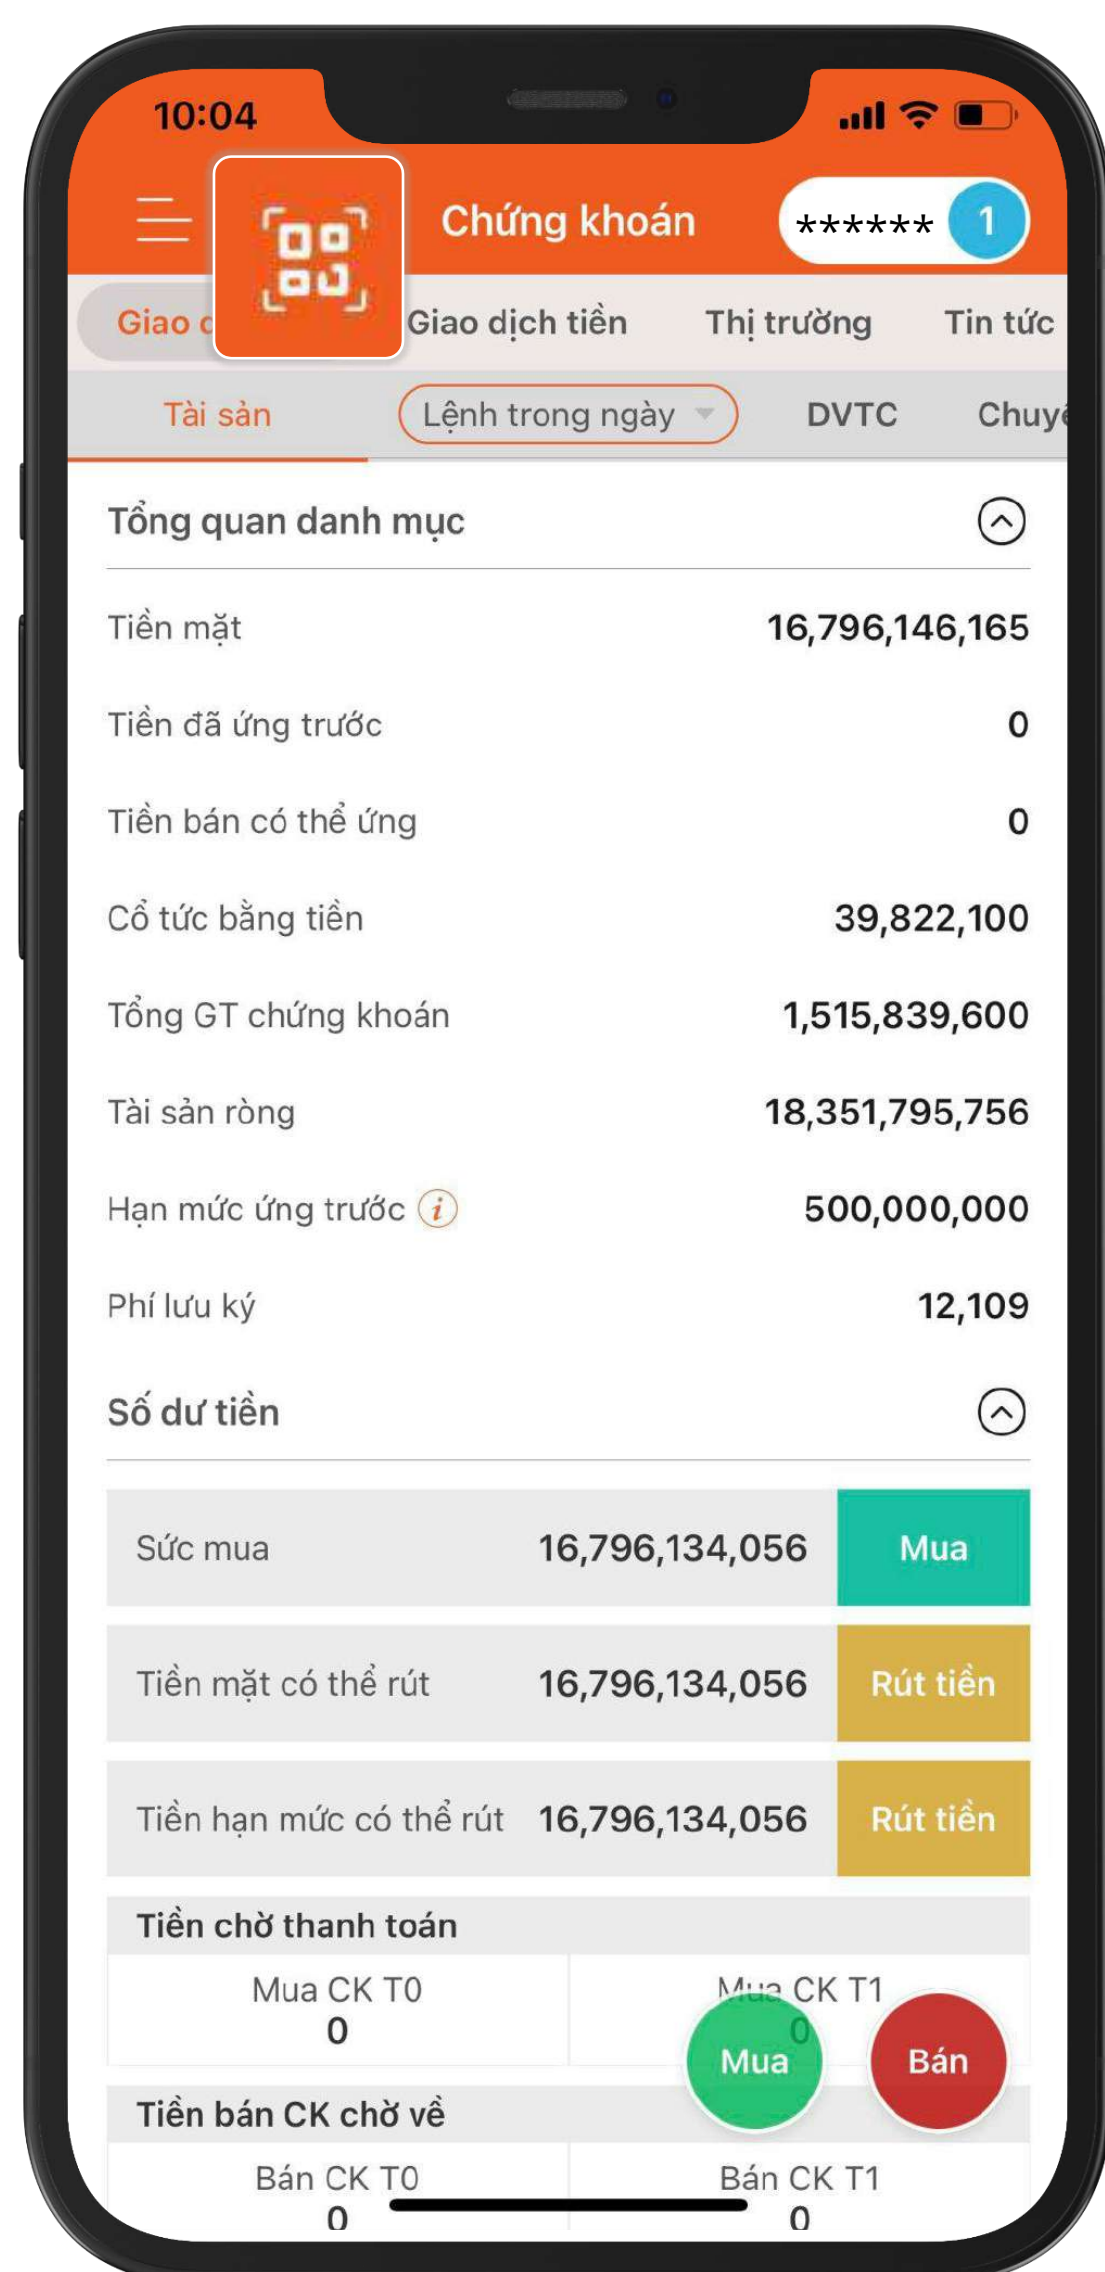 10:04
Chứng khoán
****** 1
Giao Giao dịch tiền Thị trường Tin tức
Tài sản Lệnh trong ngày DVTC
Tổng quan danh mục
Tiền mặt 16,796,146,165
Tiền đã ứng trước 0
Tiền bán có thể ứng 0
Cổ tức bằng tiền 39,822,100
Tổng GT chứng khoán 1,515,839,600
Tài sản ròng 18,351,795,756
Hạn mức ứng trước i 500,000,000
Phí lưu ký 12,109
Số dư tiền
Sức mua 16,796,134,056 Mua
Tiền mặt có thể rút 16,796,134,056 Rút tiền
Tiền hạn mức có thể rút 16,796,134,056 Rút tiền
Tiền chờ thanh toán
Mua CK T0 Mua CK T1
0 0
Mua Bán
Tiền bán CK chờ về
Bán CK T0 Bán CK T1
0 0